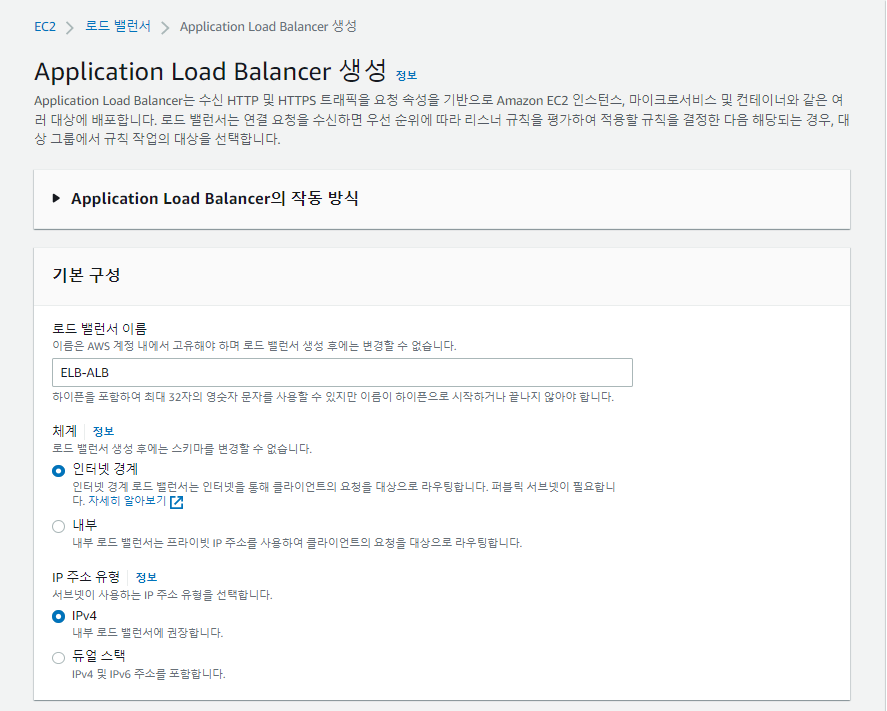 EC2 > 로드 밸런서 > Application Load Balancer 생성
Application Load Balancer 생성 정보
Application Load Balancer는 수신 HTTP 및 HTTPS 트래픽을 요청 속성을 기반으로 Amazon EC2 인스턴스, 마이크로서비스 및 컨테이너와 같은 여
러 대상에 배포합니다. 로드 밸런서는 연결 요청을 수신하면 우선 순위에 따라 리스너 규칙을 평가하여 적용할 규칙을 결정한 다음 해당되는 경우, 대
상 그룹에서 규칙 작업의 대상을 선택합니다.
Application Load Balancer의 작동 방식
기본 구성
로드 밸런서 이름
이름은 AWS 계정 내에서 고유해야 하며 로드 밸런서 생성 후에는 변경할 수 없습니다.
ELB-ALB
하이픈을 포함하여 최대 32자의 영숫자 문자를 사용할 수 있지만 이름이 하이픈으로 시작하거나 끝나지 않아야 합니다.
체계 정보
로드 밸런서 생성 후에는 스키마를 변경할 수 없습니다.
인터넷 경계
인터넷 경계 로드 밸런서는 인터넷을 통해 클라이언트의 요청을 대상으로 라우팅합니다. 퍼블릭 서브넷이 필요합니
다. 자세히 알아보기
내부
내부 로드 밸런서는 프라이빗 IP 주소를 사용하여 클라이언트의 요청을 대상으로 라우팅합니다.
IP 주소 유형 정보
서브넷이 사용하는 IP 주소 유형을 선택합니다.
IPv4
내부 로드 밸런서에 권장합니다.
듀얼 스택
IPv4 및 IPv6 주소를 포함합니다.